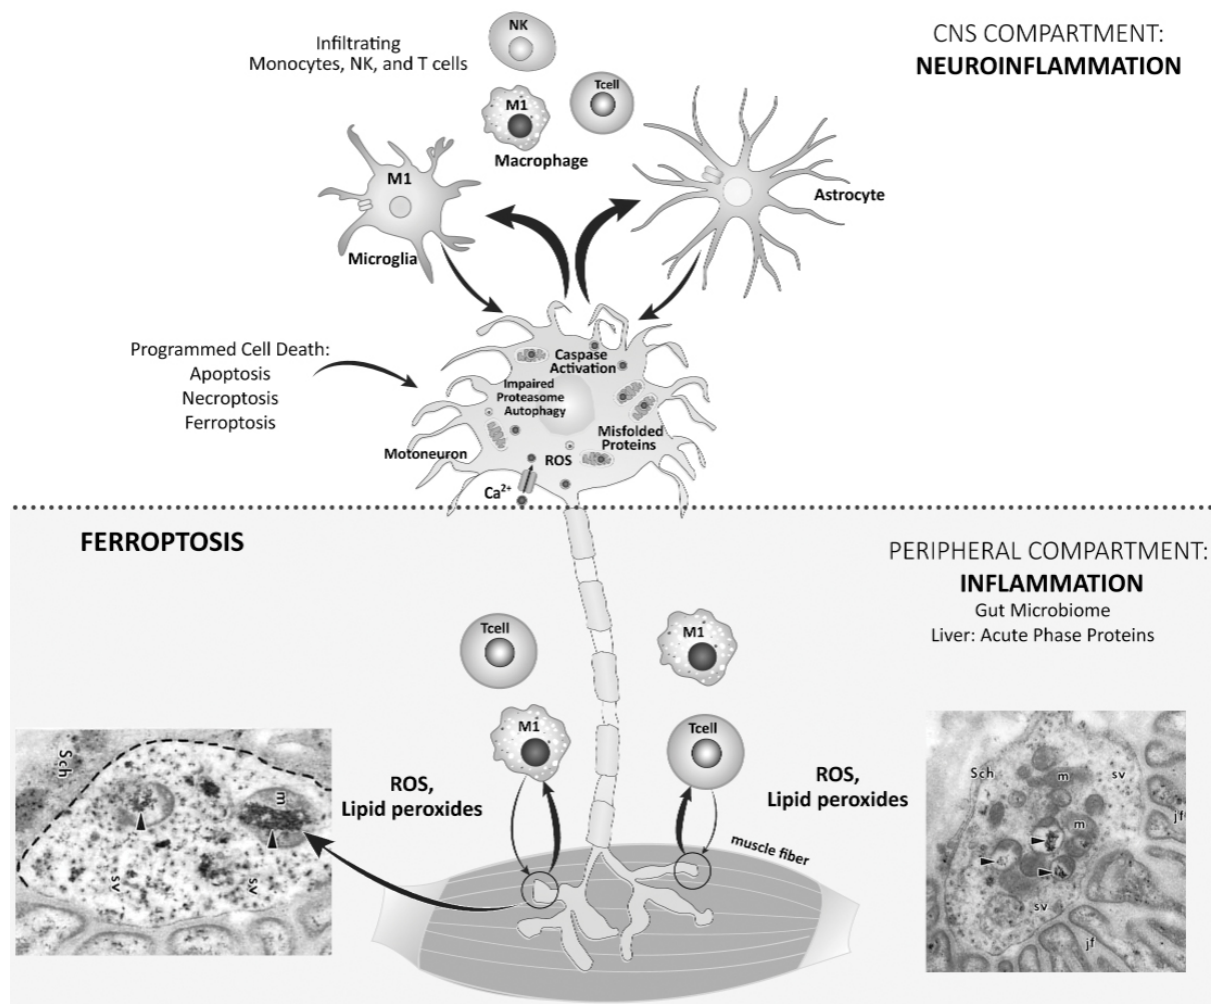 NK
Infiltrating
Monocytes, NK, and T cells
CNS COMPARTMENT:
NEUROINFLAMMATION
M1
Tcell
Macrophage
M1
Microglia
Astrocyte
Programmed Cell Death:
Apoptosis
Necroptosis
Ferroptosis
Caspase
Activation
Impaired
Proteasome
Autophagy
Misfolded
Proteins
Motoneuron
ROS
Ca²⁺
FERROPTOSIS
PERIPHERAL COMPARTMENT:
INFLAMMATION
Gut Microbiome
Liver: Acute Phase Proteins
Tcell
M1
M1
Tcell
ROS,
Lipid peroxides
ROS,
Lipid peroxides
muscle fiber
Sch
m
sv
sv
Sch
m
sv
m
jf
sv
jf